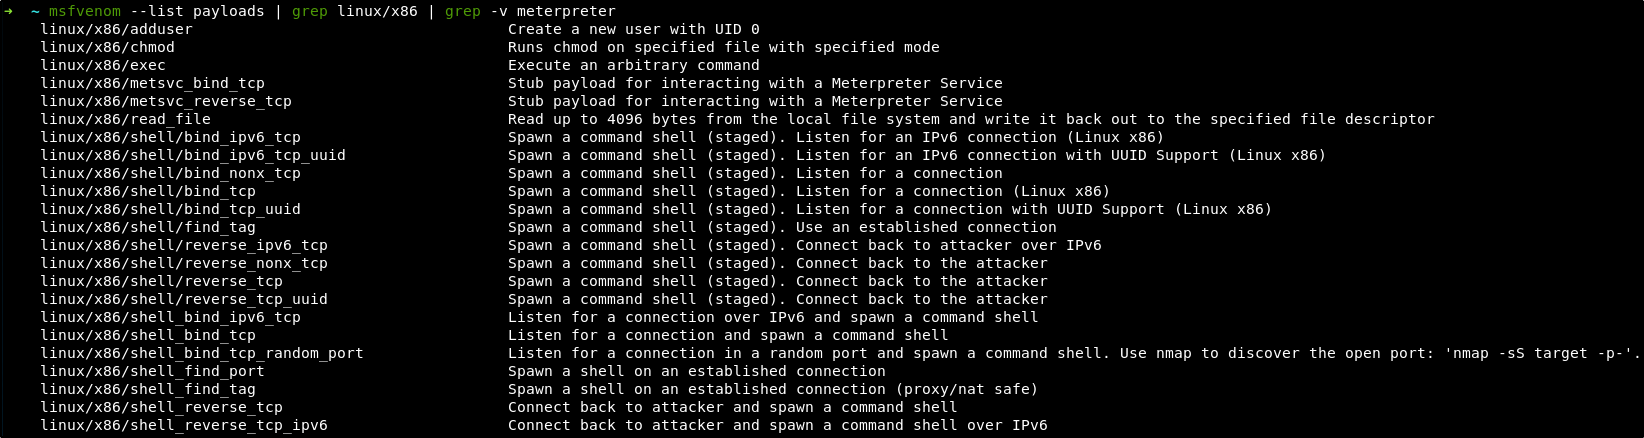 ➜ ~ msfvenom --list payloads | grep linux/x86 | grep -v meterpreter
linux/x86/adduser Create a new user with UID 0
linux/x86/chmod Runs chmod on specified file with specified mode
linux/x86/exec Execute an arbitrary command
linux/x86/metsvc_bind_tcp Stub payload for interacting with a Meterpreter Service
linux/x86/metsvc_reverse_tcp Stub payload for interacting with a Meterpreter Service
linux/x86/read_file Read up to 4096 bytes from the local file system and write it back out to the specified file descriptor
linux/x86/shell/bind_ipv6_tcp Spawn a command shell (staged). Listen for an IPv6 connection (Linux x86)
linux/x86/shell/bind_ipv6_tcp_uuid Spawn a command shell (staged). Listen for an IPv6 connection with UUID Support (Linux x86)
linux/x86/shell/bind_nonx_tcp Spawn a command shell (staged). Listen for a connection
linux/x86/shell/bind_tcp Spawn a command shell (staged). Listen for a connection (Linux x86)
linux/x86/shell/bind_tcp_uuid Spawn a command shell (staged). Listen for a connection with UUID Support (Linux x86)
linux/x86/shell/find_tag Spawn a command shell (staged). Use an established connection
linux/x86/shell/reverse_ipv6_tcp Spawn a command shell (staged). Connect back to attacker over IPv6
linux/x86/shell/reverse_nonx_tcp Spawn a command shell (staged). Connect back to the attacker
linux/x86/shell/reverse_tcp Spawn a command shell (staged). Connect back to the attacker
linux/x86/shell/reverse_tcp_uuid Spawn a command shell (staged). Connect back to the attacker
linux/x86/shell_bind_ipv6_tcp Listen for a connection over IPv6 and spawn a command shell
linux/x86/shell_bind_tcp Listen for a connection and spawn a command shell
linux/x86/shell_bind_tcp_random_port Listen for a connection in a random port and spawn a command shell. Use nmap to discover the open port: 'nmap -sS target -p-'.
linux/x86/shell_find_port Spawn a shell on an established connection
linux/x86/shell_find_tag Spawn a shell on an established connection (proxy/nat safe)
linux/x86/shell_reverse_tcp Connect back to attacker and spawn a command shell
linux/x86/shell_reverse_tcp_ipv6 Connect back to attacker and spawn a command shell over IPv6